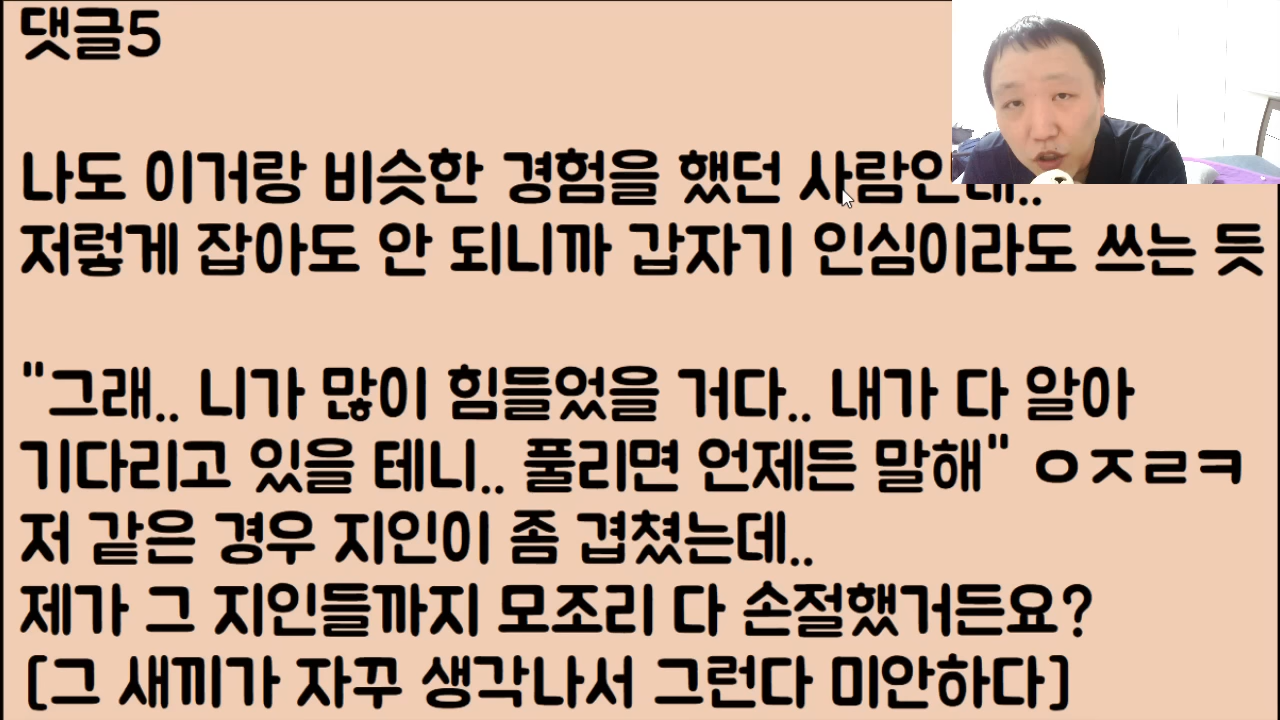 댓글5
나도 이거랑 비슷한 경험을 했던 사람인데..
저렇게 잡아도 안 되니까 갑자기 인심이라도 쓰는 듯
"그래.. 니가 많이 힘들었을 거다.. 내가 다 알아
기다리고 있을 테니.. 풀리면 언제든 말해" ㅇㅈㄹㅋ
저 같은 경우 지인이 좀 겹쳤는데..
제가 그 지인들까지 모조리 다 손절했거든요?
[그 새끼가 자꾸 생각나서 그런다 미안하다]